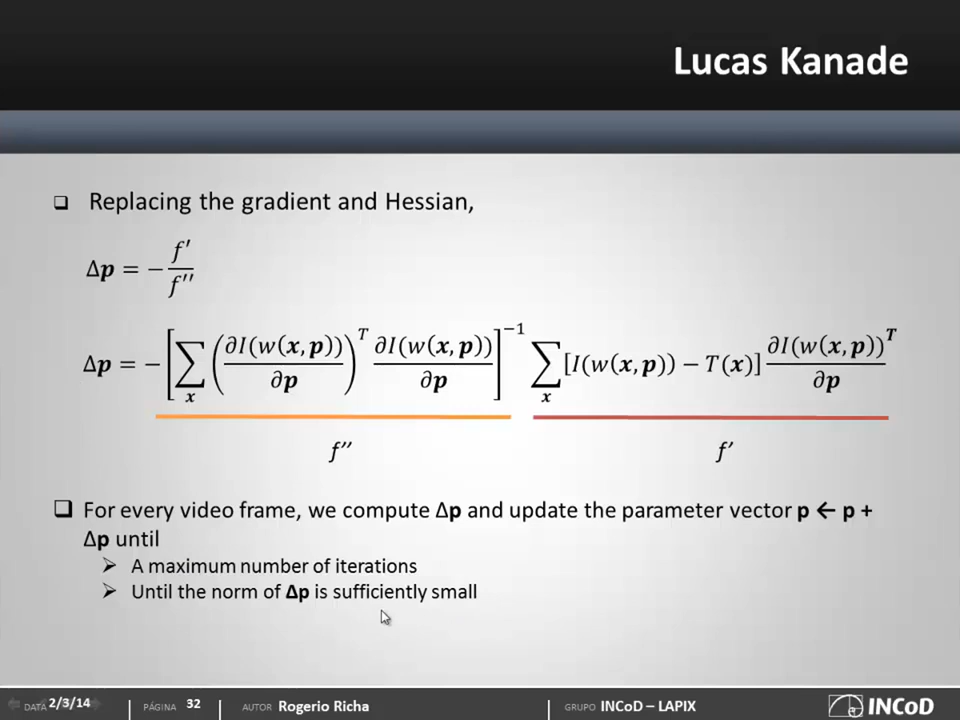 Lucas Kanade
❑ Replacing the gradient and Hessian,
Δp = − f′ / f′′
Δp = − [ ∑x ( ∂I(w(x, p)) / ∂p )^T ∂I(w(x, p)) / ∂p ]^−1 ∑x [I(w(x, p)) − T(x)] ∂I(w(x, p))^T / ∂p
f′′ f′
❑ For every video frame, we compute Δp and update the parameter vector p ← p +
Δp until
➢ A maximum number of iterations
➢ Until the norm of Δp is sufficiently small
DATA 2/3/14 PÁGINA 32 AUTOR Rogerio Richa GRUPO INCoD – LAPIX INCoD